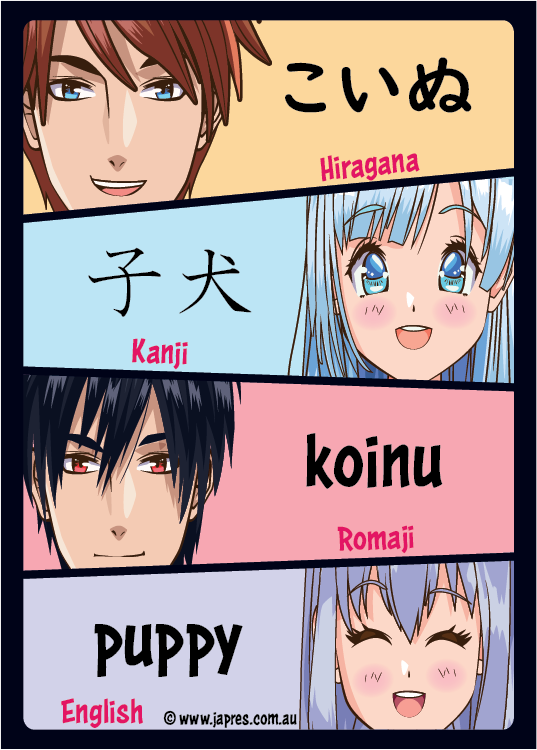 こいぬ
Hiragana
子犬
Kanji
koinu
Romaji
puppy
English
© www.japres.com.au